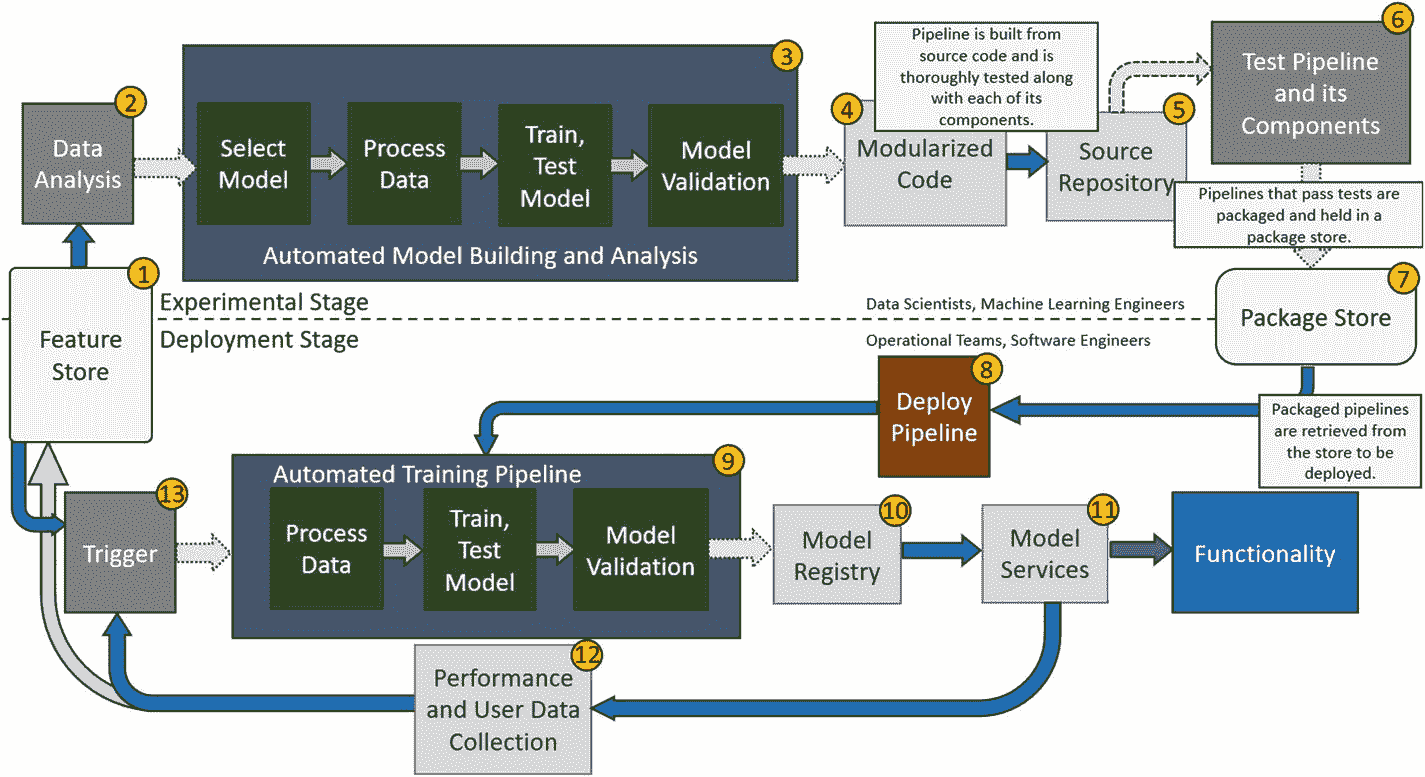 1
Feature
Store
2
Data
Analysis
3
Select
Model
Process
Data
Train,
Test
Model
Model
Validation
Automated Model Building and Analysis
4
Modularized
Code
Pipeline is built from
source code and is
thoroughly tested along
with each of its
components.
5
Source
Repository
6
Test Pipeline
and its
Components
Pipelines that pass tests are
packaged and held in a
package store.
7
Package Store
Experimental Stage
Deployment Stage
Data Scientists, Machine Learning Engineers
Operational Teams, Software Engineers
8
Deploy
Pipeline
Packaged pipelines
are retrieved from
the store to be
deployed.
9
Automated Training Pipeline
Process
Data
Train,
Test
Model
Model
Validation
10
Model
Registry
11
Model
Services
Functionality
12
Performance
and User Data
Collection
13
Trigger